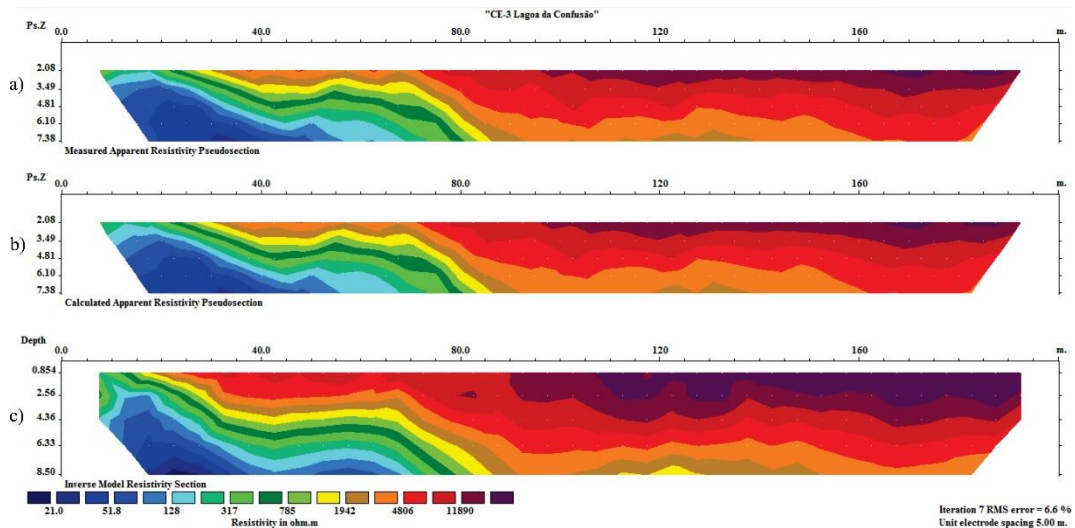 "CE-3 Lagoa da Confusão"
Ps.Z 0.0 40.0 80.0 120 160 m.
a)
2.08
3.49
4.81
6.10
7.38
Measured Apparent Resistivity Pseudosection
Ps.Z 0.0 40.0 80.0 120 160 m.
b)
2.08
3.49
4.81
6.10
7.38
Calculated Apparent Resistivity Pseudosection
Depth 0.0 40.0 80.0 120 160 m.
c)
0.854
2.56
4.36
6.33
8.50
Inverse Model Resistivity Section
21.0 51.8 128 317 785 1942 4806 11890
Resistivity in ohm.m
Iteration 7 RMS error = 6.6 %
Unit electrode spacing 5.00 m.